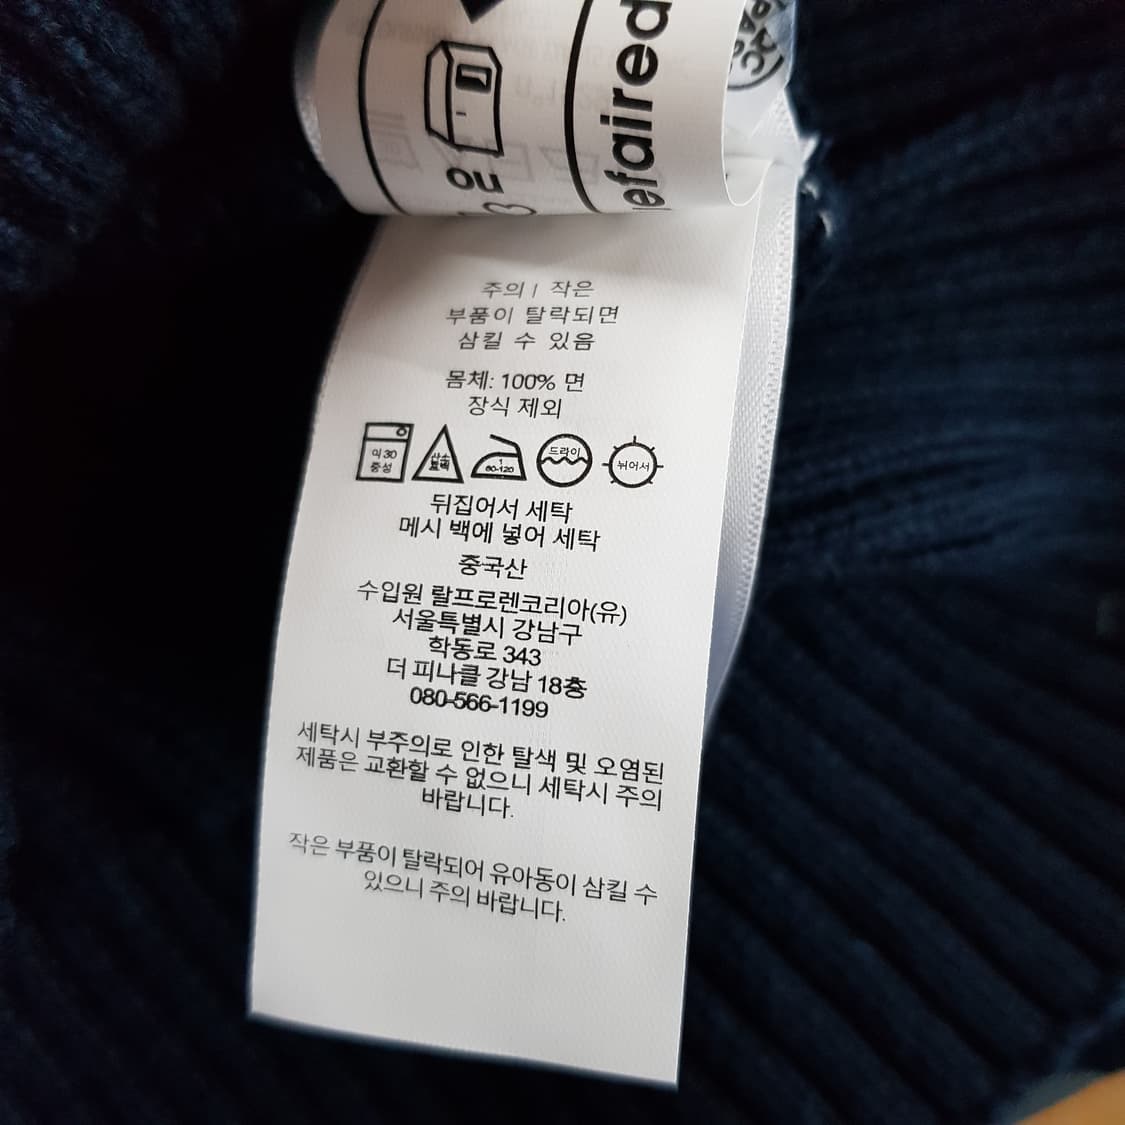 efaired
ou
주의! 작은
부품이 탈락되면
삼킬 수 있음
몸체: 100% 면
장식 제외
약 30
중성
산소
표백
1
80-120
드라이
뉘어서
뒤집어서 세탁
메시 백에 넣어 세탁
중국산
수입원 랄프로렌코리아(유)
서울특별시 강남구
학동로 343
더 피나클 강남 18층
080-566-1199
세탁시 부주의로 인한 탈색 및 오염된
제품은 교환할 수 없으니 세탁시 주의
바랍니다.
작은 부품이 탈락되어 유아동이 삼킬 수
있으니 주의 바랍니다.